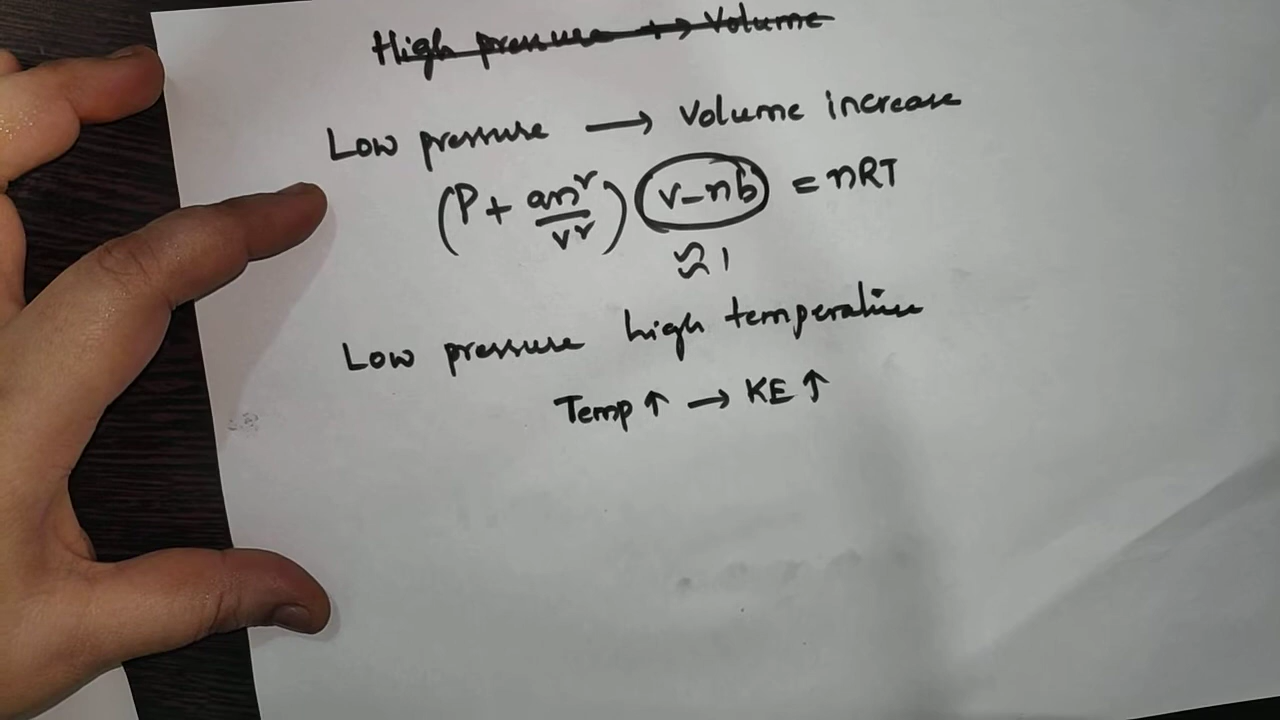 High pressure → Volume
Low pressure → Volume increase
(P + an²/v²) (v-nb) = nRT
≈ 1
Low pressure high temperature
Temp ↑ → KE ↑